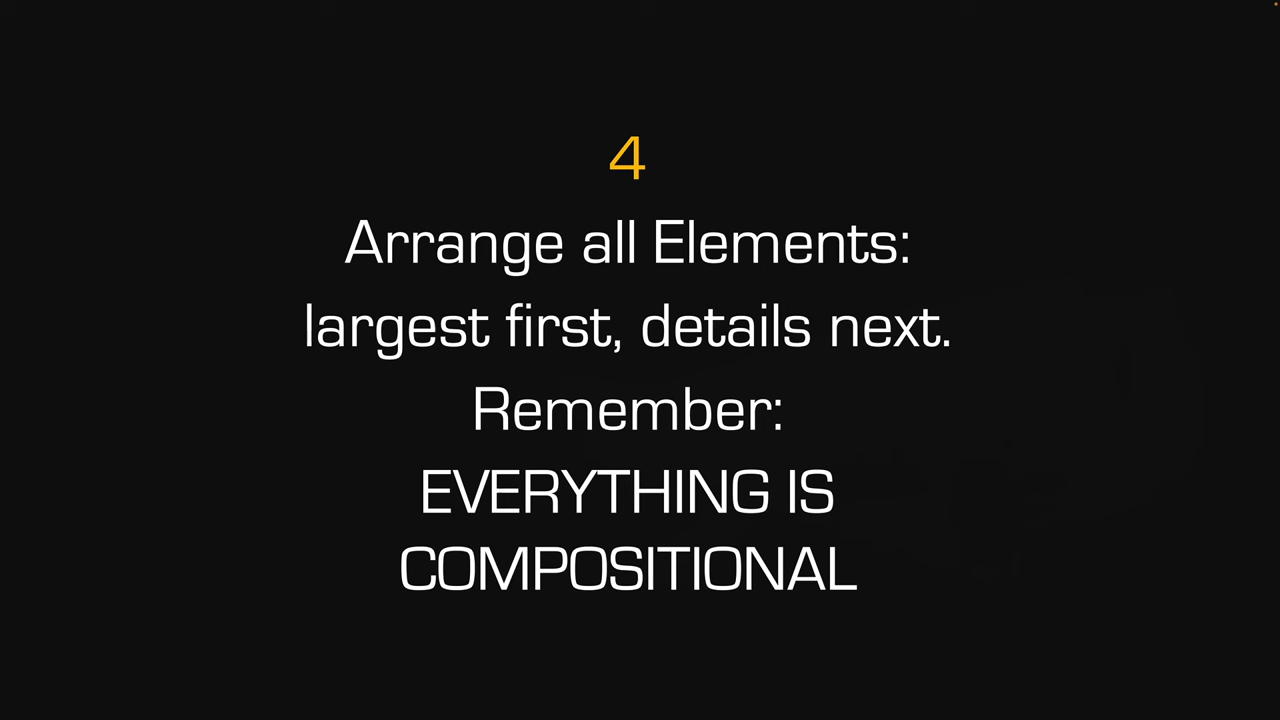 4
Arrange all Elements:
largest first, details next.
Remember:
EVERYTHING IS
COMPOSITIONAL